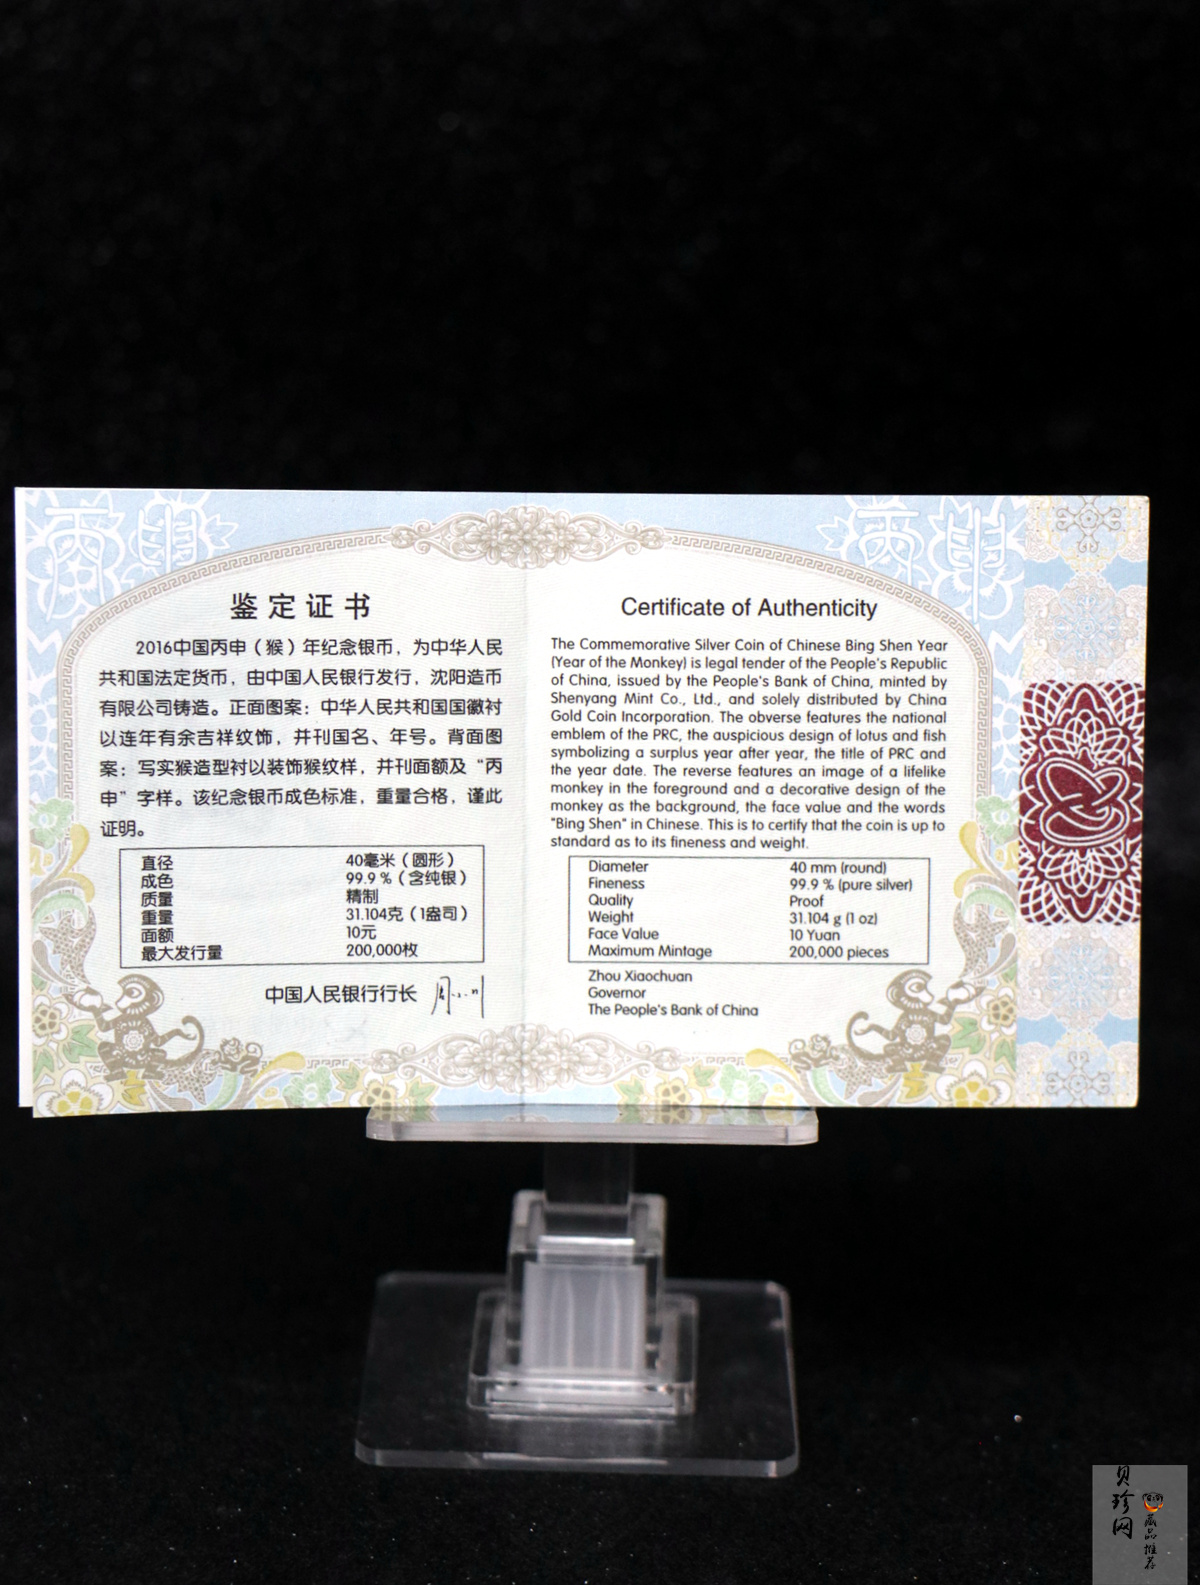 丙申
丙申
鉴定证书
2016中国丙申（猴）年纪念银币，为中华人民
共和国法定货币，由中国人民银行发行，沈阳造币
有限公司铸造。正面图案：中华人民共和国国徽衬
以连年有余吉祥纹饰，并刊国名、年号。背面图
案：写实猴造型衬以装饰猴纹样，并刊面额及“丙
申”字样。该纪念银币成色标准，重量合格，谨此
证明。
直径 40毫米（圆形）
成色 99.9％（含纯银）
质量 精制
重量 31.104克（1盎司）
面额 10元
最大发行量 200,000枚
中国人民银行行长
Certificate of Authenticity
The Commemorative Silver Coin of Chinese Bing Shen Year
(Year of the Monkey) is legal tender of the People's Republic
of China, issued by the People's Bank of China, minted by
Shenyang Mint Co., Ltd., and solely distributed by China
Gold Coin Incorporation. The obverse features the national
emblem of the PRC, the auspicious design of lotus and fish
symbolizing a surplus year after year, the title of PRC and
the year date. The reverse features an image of a lifelike
monkey in the foreground and a decorative design of the
monkey as the background, the face value and the words
"Bing Shen" in Chinese. This is to certify that the coin is up to
standard as to its fineness and weight.
Diameter 40 mm (round)
Fineness 99.9 % (pure silver)
Quality Proof
Weight 31.104 g (1 oz)
Face Value 10 Yuan
Maximum Mintage 200,000 pieces
Zhou Xiaochuan
Governor
The People's Bank of China
贝珍网
藏品推荐